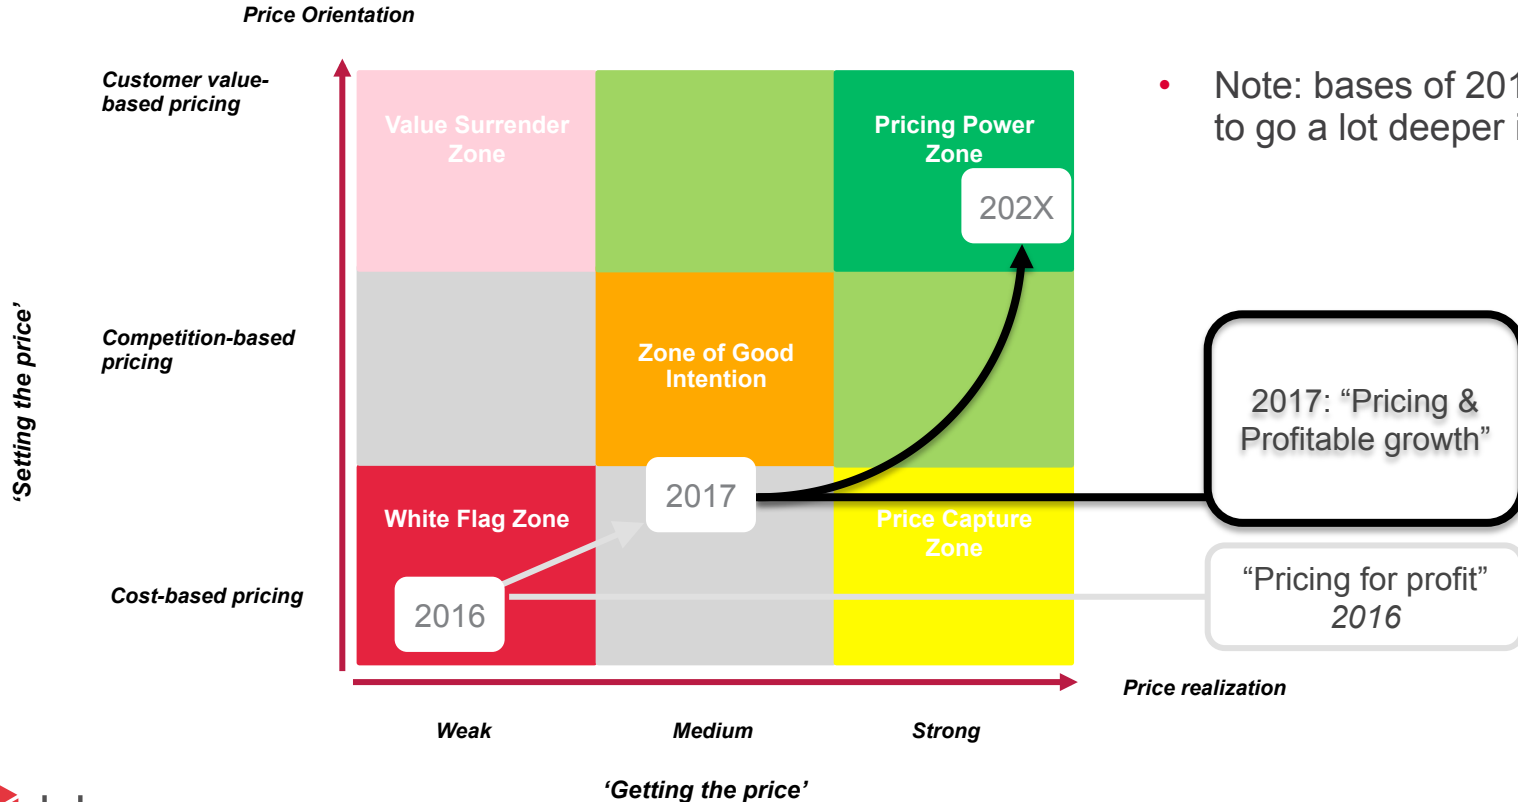 Price Orientation
Customer value-
based pricing
Value Surrender
Zone
Pricing Power
Zone
202X
Note: bases of 201
to go a lot deeper
‘Setting the price’
Competition-based
pricing
Zone of Good
Intention
2017: “Pricing &
Profitable growth”
2017
White Flag Zone
Price Capture
Zone
Cost-based pricing
2016
“Pricing for profit”
2016
Price realization
Weak
Medium
Strong
‘Getting the price’